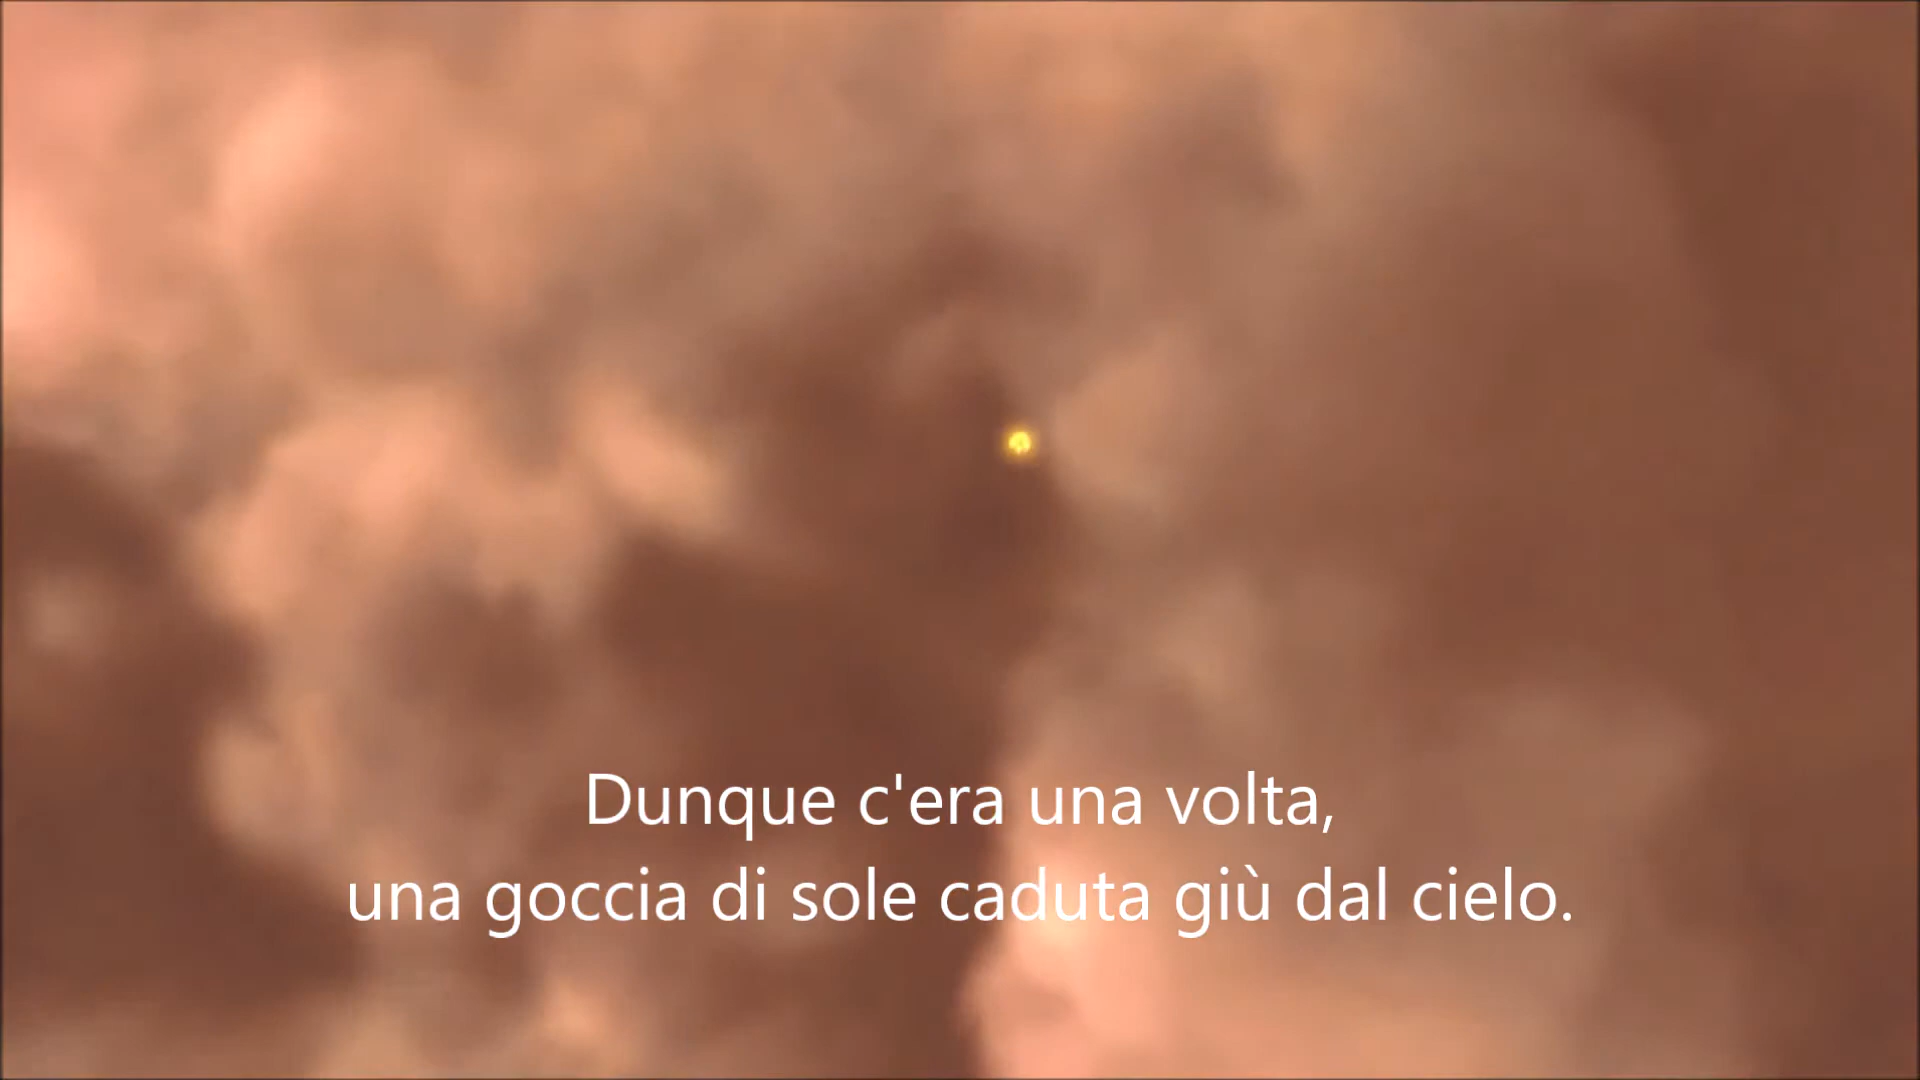 Dunque c'era una volta,
una goccia di sole caduta giù dal cielo.